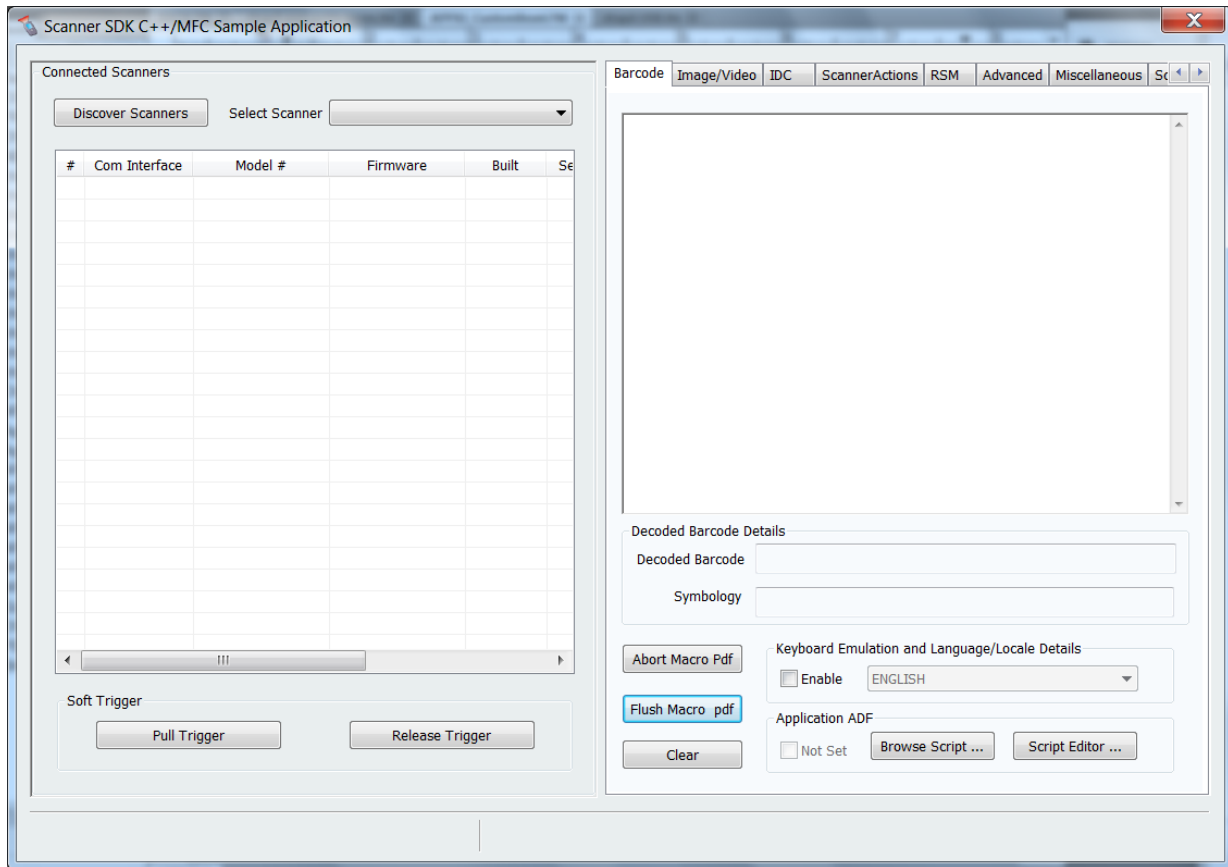 Scanner SDK C++/MFC Sample Application
Connected Scanners
Discover Scanners
Select Scanner
# Com Interface Model # Firmware Built Se
Soft Trigger
Pull Trigger
Release Trigger
Barcode Image/Video IDC ScannerActions RSM Advanced Miscellaneous Sc
Decoded Barcode Details
Decoded Barcode
Symbology
Abort Macro Pdf
Flush Macro pdf
Clear
Keyboard Emulation and Language/Locale Details
Enable ENGLISH
Application ADF
Not Set Browse Script ... Script Editor ...